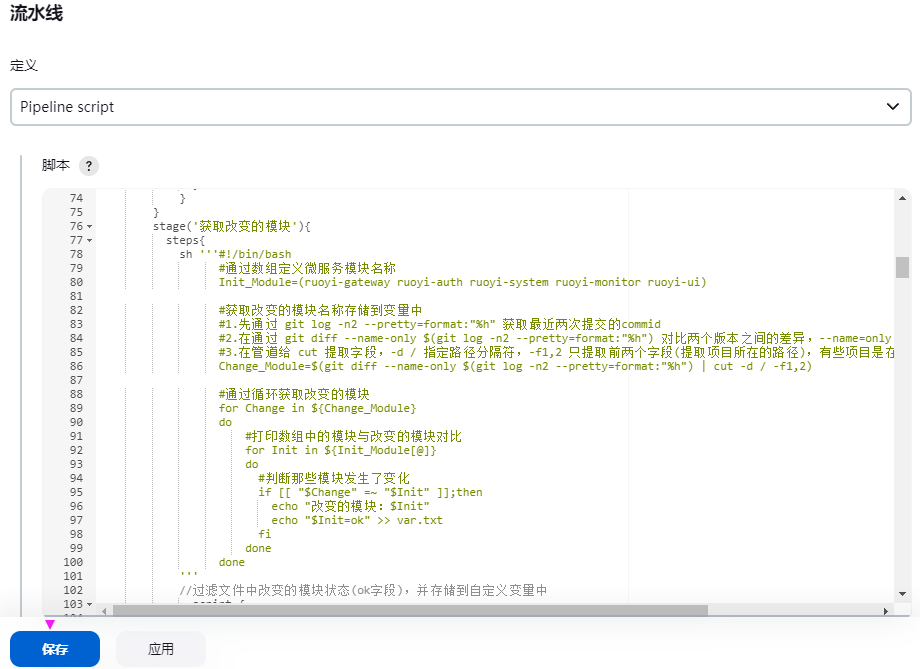 流水线
定义
Pipeline script
脚本 ?
74 }
75 }
76 stage('获取改变的模块'){
77 steps{
78 sh '''#!/bin/bash
79 #通过数组定义微服务模块名称
80 Init_Module=(ruoyi-gateway ruoyi-auth ruoyi-system ruoyi-monitor ruoyi-ui)
81
82 #获取改变的模块名称存储到变量中
83 #1.先通过 git log -n2 --pretty=format:"%h" 获取最近两次提交的commid
84 #2.在通过 git diff --name-only $(git log -n2 --pretty=format:"%h") 对比两个版本之间的差异，--name=only
85 #3.在管道给 cut 提取字段，-d / 指定路径分隔符，-f1,2 只提取前两个字段(提取项目所在的路径)，有些项目是在
86 Change_Module=$(git diff --name-only $(git log -n2 --pretty=format:"%h") | cut -d / -f1,2)
87
88 #通过循环获取改变的模块
89 for Change in ${Change_Module}
90 do
91 #打印数组中的模块与改变的模块对比
92 for Init in ${Init_Module[@]}
93 do
94 #判断那些模块发生了变化
95 if [[ "$Change" =~ "$Init" ]];then
96 echo "改变的模块：$Init"
97 echo "$Init=ok" >> var.txt
98 fi
99 done
100 done
101 '''
102 //过滤文件中改变的模块状态(ok字段)，并存储到自定义变量中
103 script {
保存 应用